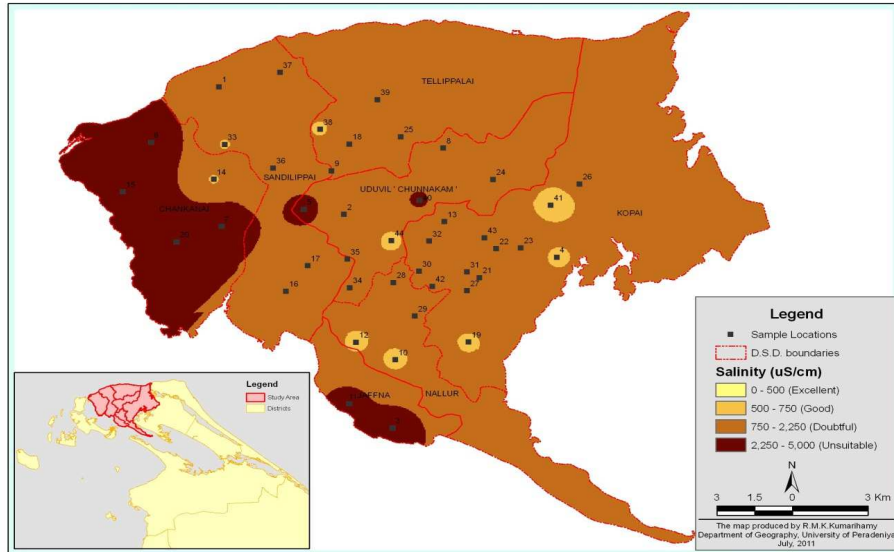 37
1
TELLIPPALAI
39
38
33
25
18
8
36
9
14
SANDILIPPAI
24
26
UDUVIL ' CHUNNAKAM '
41
KOPAI
CHANKANAI
2
13
44
32
43
22
23
4
35
17
30
31
21
28
34
42
27
16
29
12
19
10
NALLUR
Legend
Sample Locations
D.S.D. boundaries
Salinity (uS/cm)
0 - 500 (Excellent)
500 - 750 (Good)
750 - 2,250 (Doubtful)
2,250 - 5,000 (Unsuitable)
N
3 1.5 0 3 Km
The map produced by R.M.K.Kumarihamy
Department of Geography, University of Peradeniya
July, 2011
Legend
Study Area
Districts